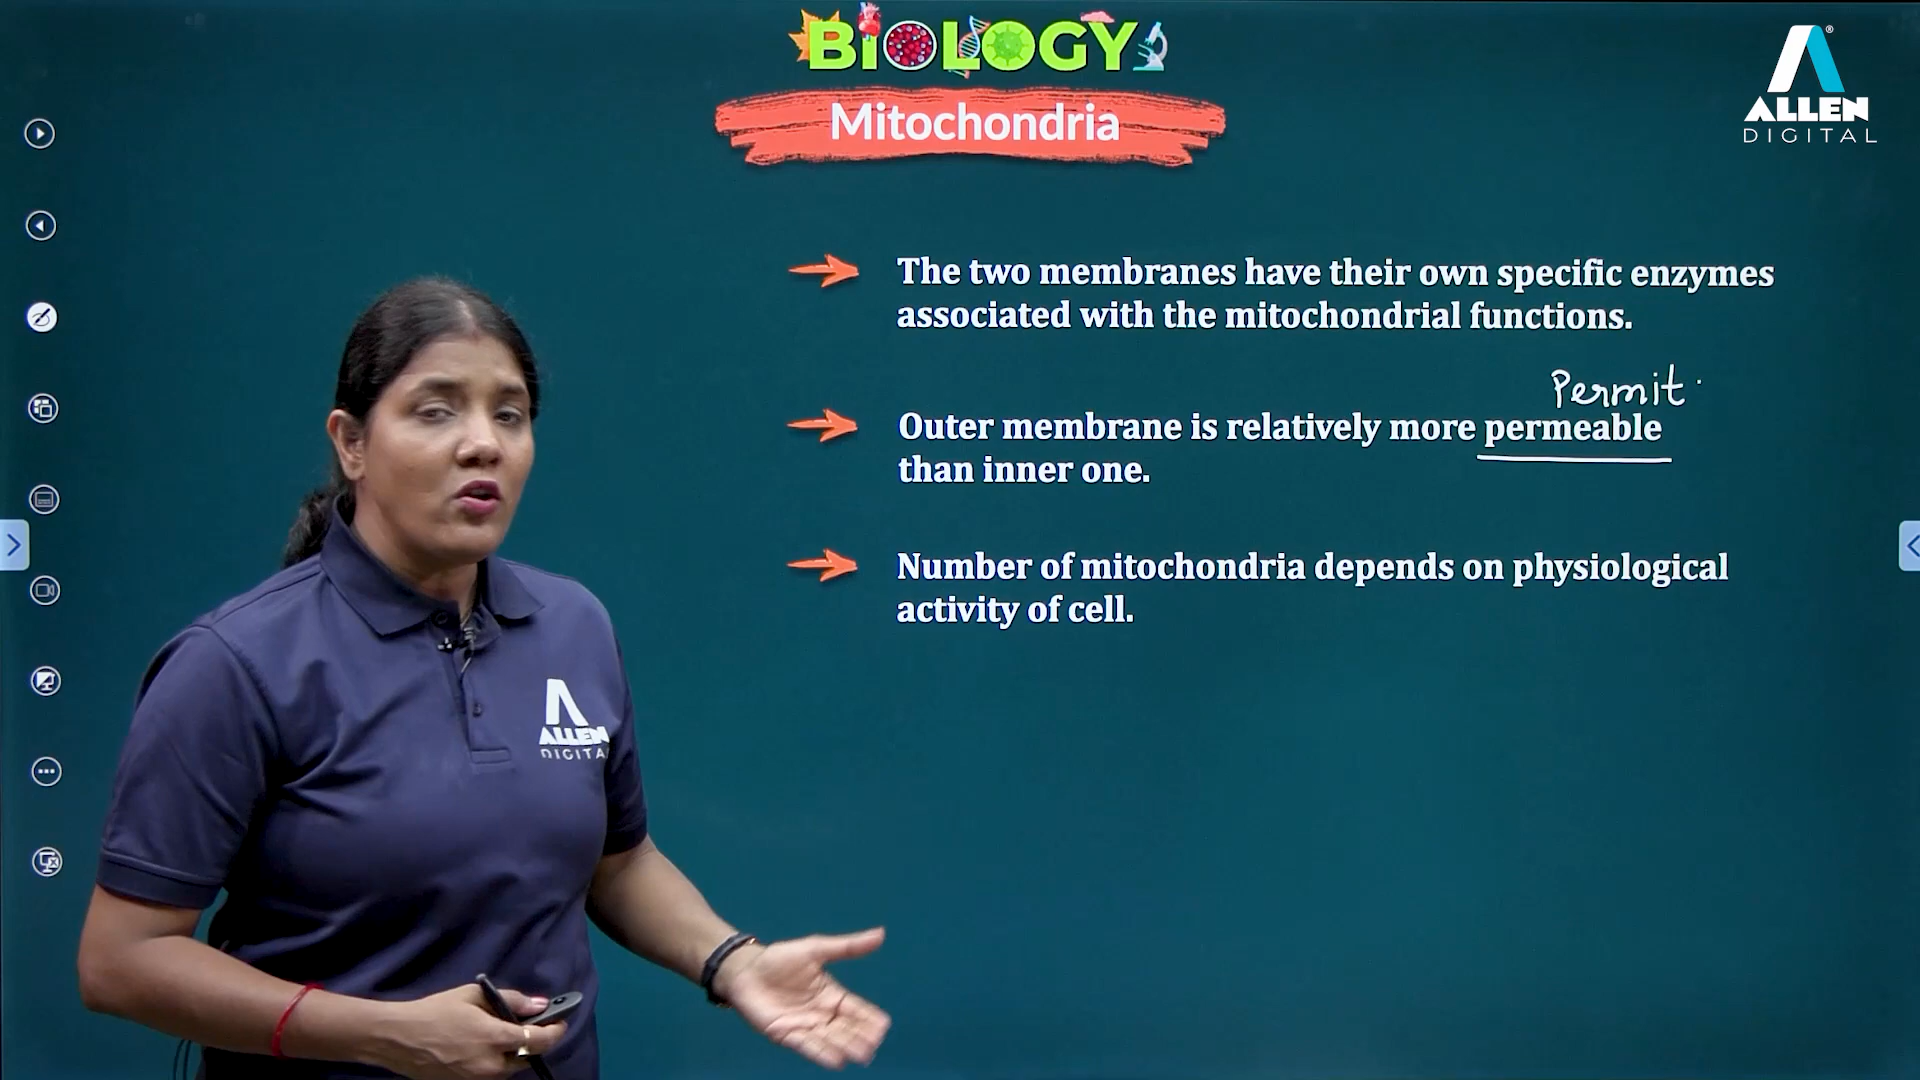 BIOLOGY
Mitochondria
ALLEN
DIGITAL
The two membranes have their own specific enzymes
associated with the mitochondrial functions.
Permit
Outer membrane is relatively more permeable
than inner one.
Number of mitochondria depends on physiological
activity of cell.
ALLEN
DIGITA